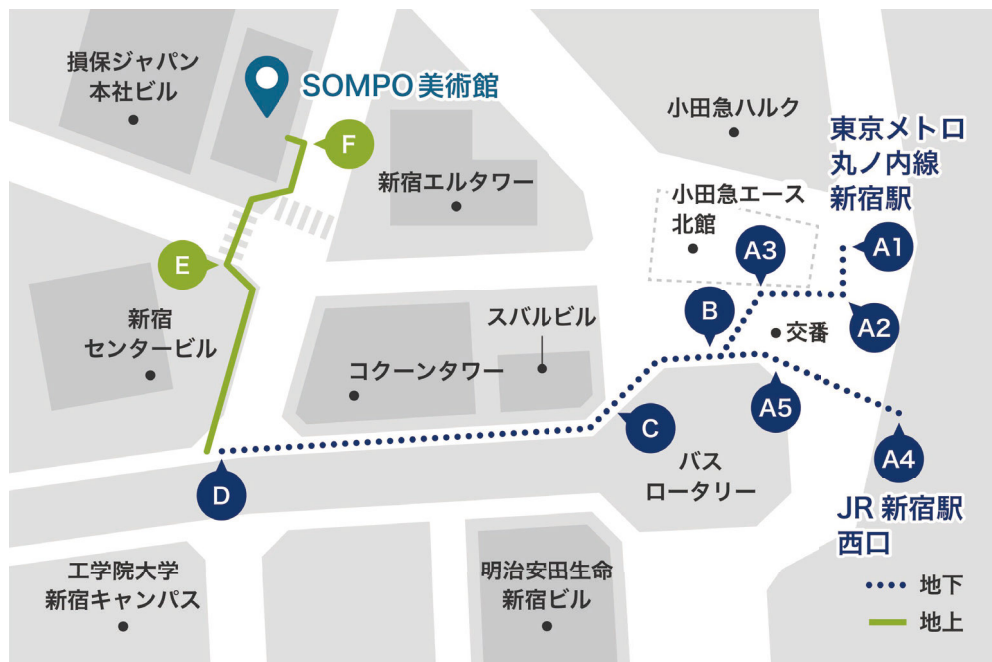 損保ジャパン
本社ビル
SOMPO美術館
F
新宿エルタワー
小田急ハルク
東京メトロ
丸ノ内線
新宿駅
小田急エース
北館
A3
A1
E
B
A2
新宿
センタービル
スバルビル
交番
コクーンタワー
A5
C
A4
D
バス
ロータリー
JR 新宿駅
西口
工学院大学
新宿キャンパス
明治安田生命
新宿ビル
地下
地上